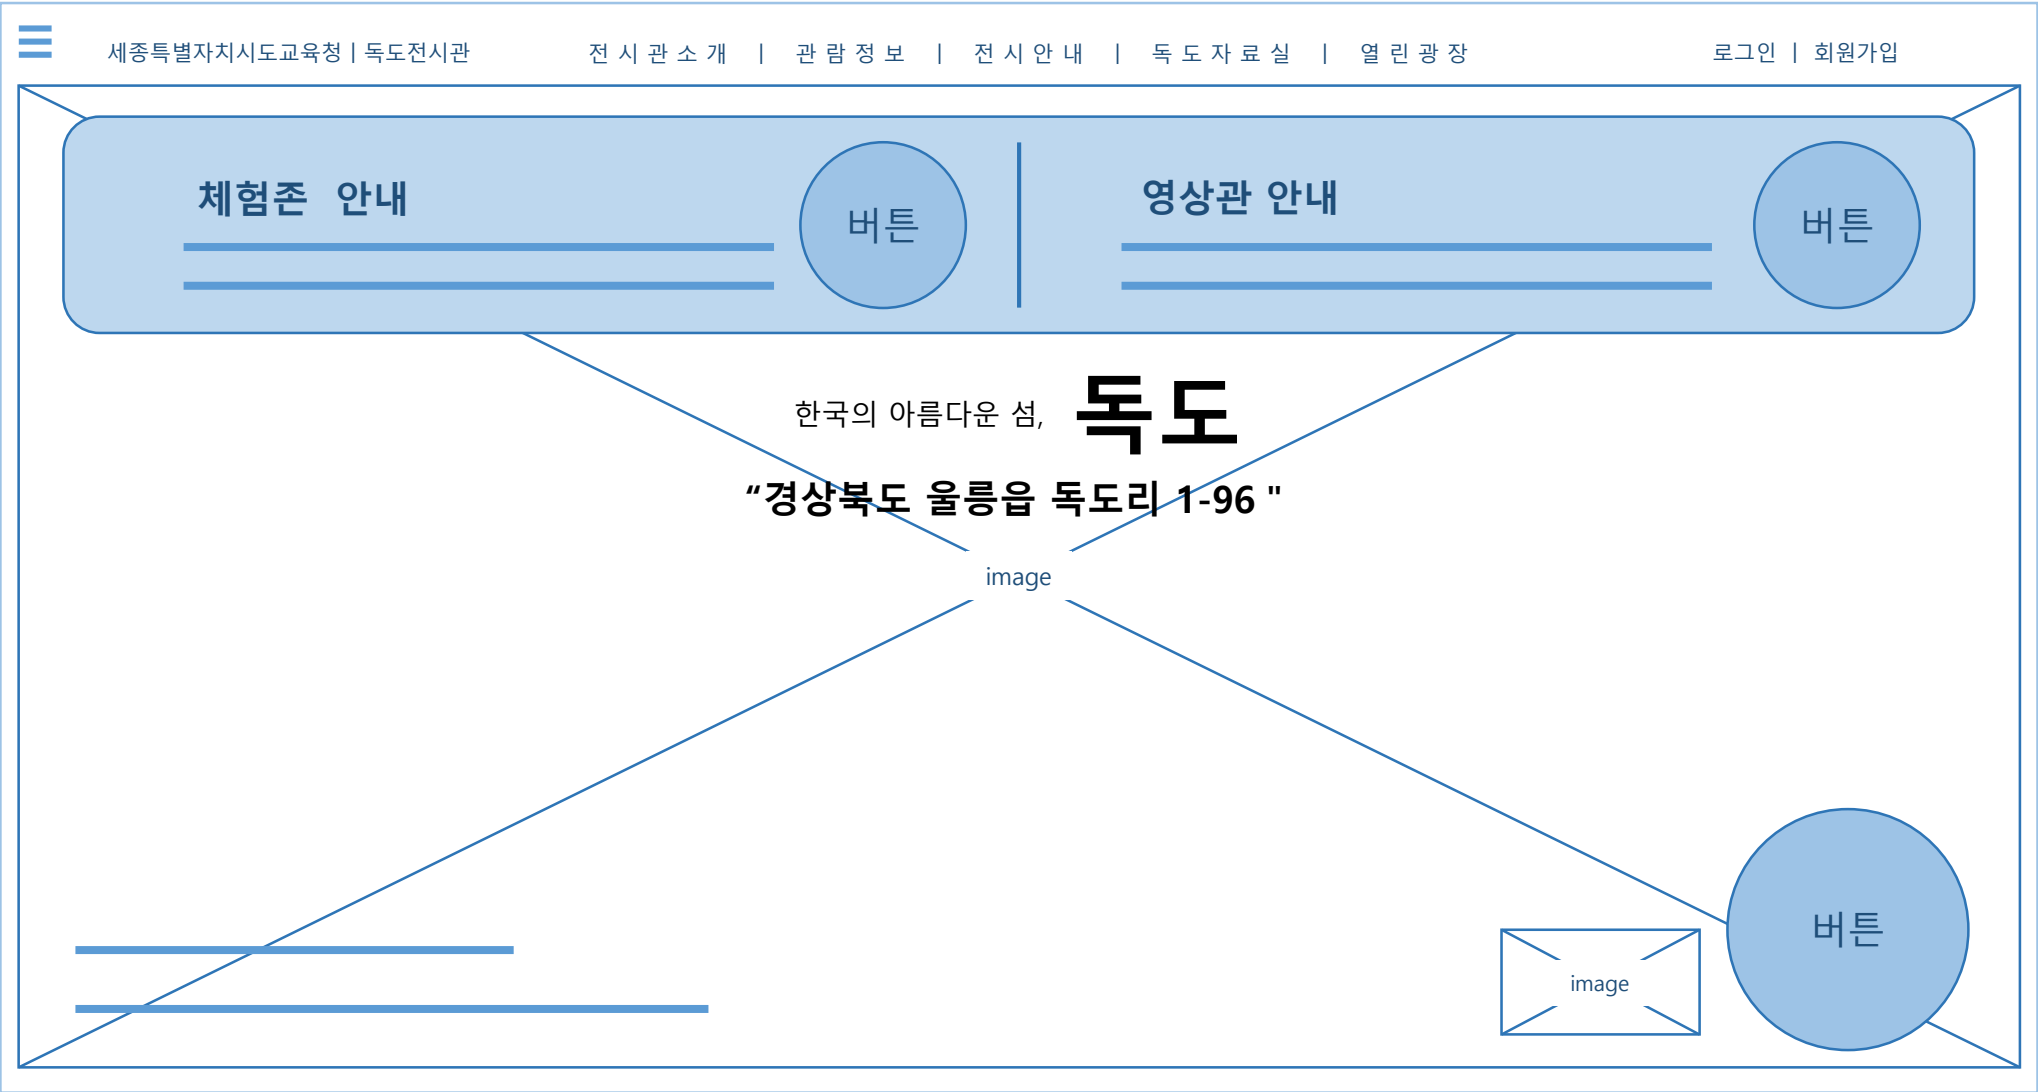 세종특별자치시도교육청 | 독도전시관
전시관소개 | 관람정보 | 전시안내 | 독도자료실 | 열린광장
로그인 | 회원가입
체험존 안내
버튼
영상관 안내
버튼
한국의 아름다운 섬, 독도
“경상북도 울릉읍 독도리 1-96 "
image
image
버튼